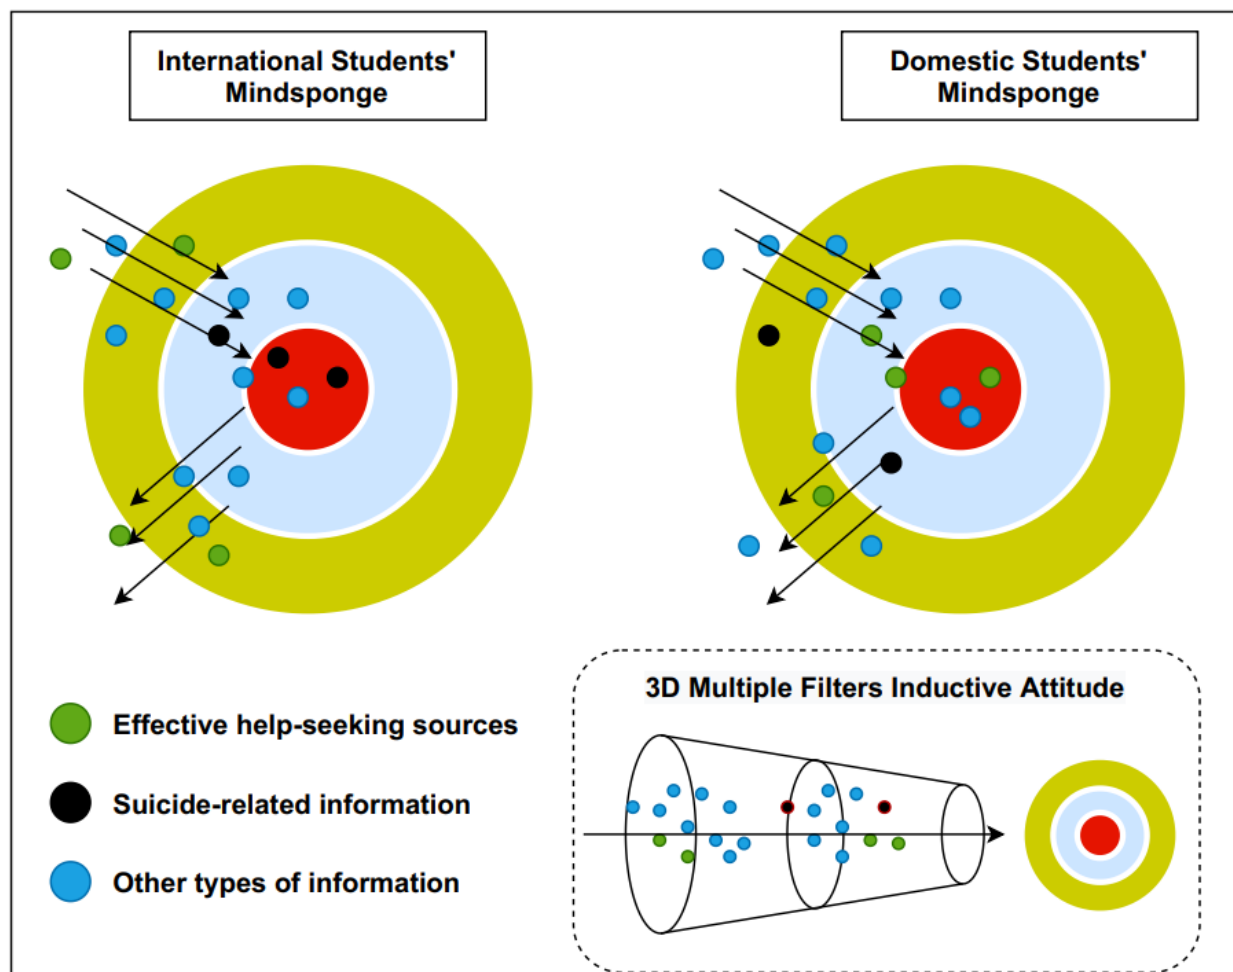 International Students'
Mindsponge
Domestic Students'
Mindsponge
Effective help-seeking sources
Suicide-related information
Other types of information
3D Multiple Filters Inductive Attitude